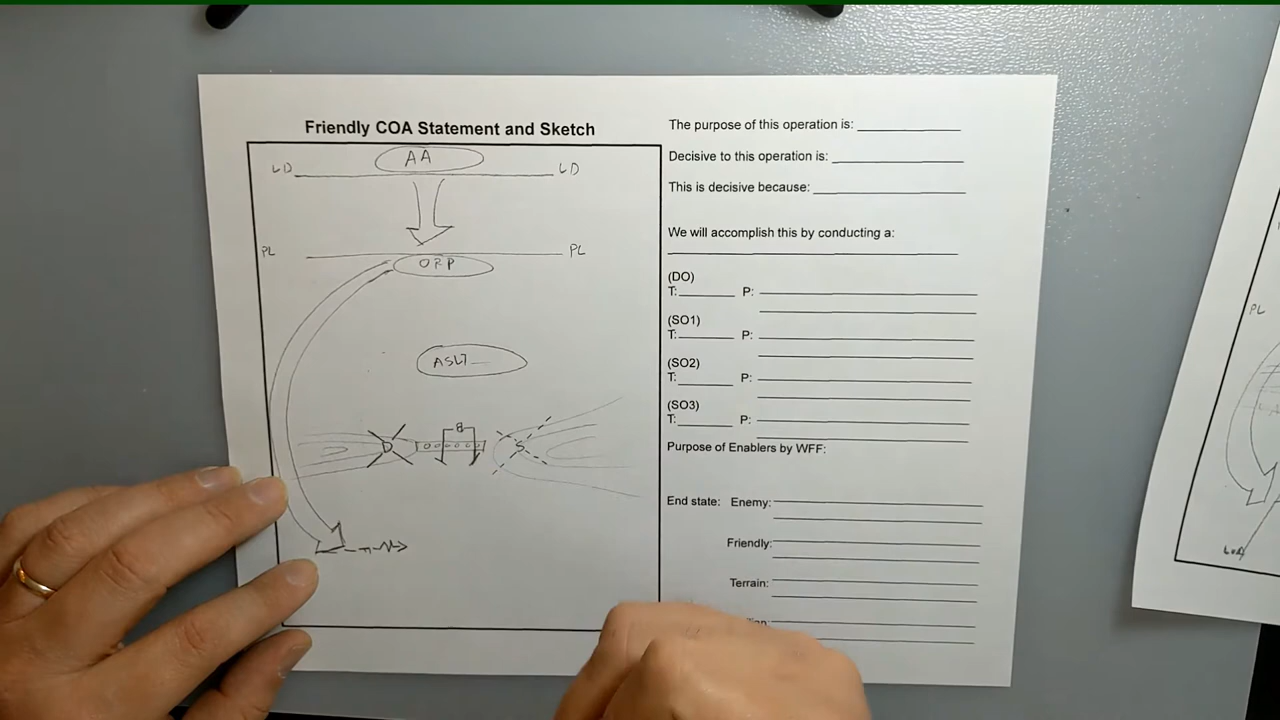 Friendly COA Statement and Sketch
LD AA LD
PL PL
ORP
ASLT
D B S
The purpose of this operation is:
Decisive to this operation is:
This is decisive because:
We will accomplish this by conducting a:
(DO)
T: P:
(SO1)
T: P:
(SO2)
T: P:
(SO3)
T: P:
Purpose of Enablers by WFF:
End state: Enemy:
Friendly:
Terrain:
PL